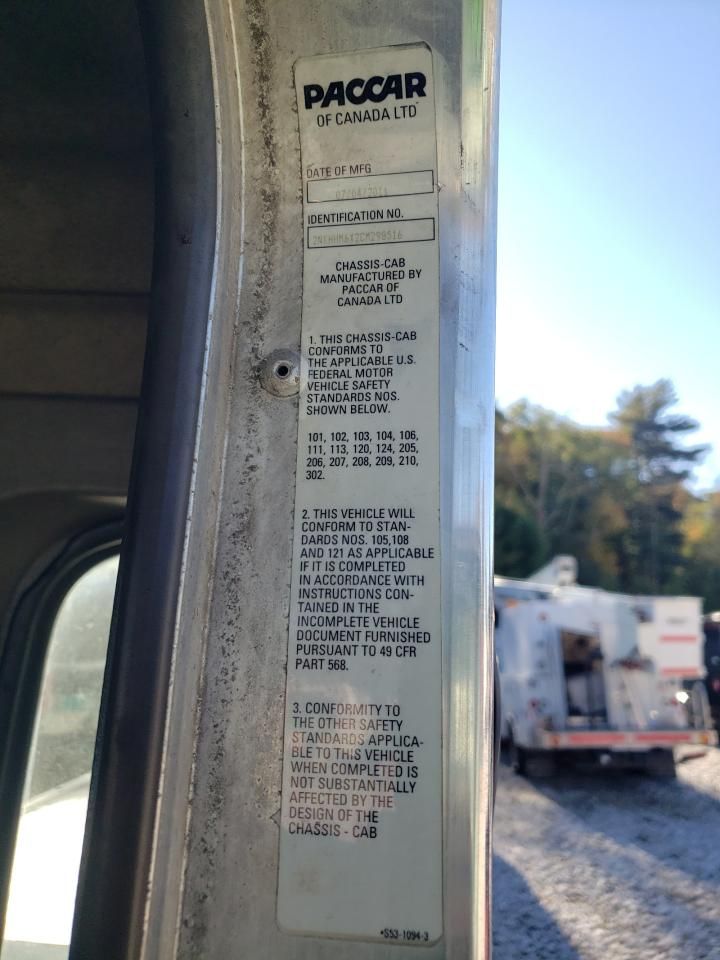 PACCAR
OF CANADA LTD
DATE OF MFG
07/04/2011
IDENTIFICATION NO.
CHASSIS-CAB
MANUFACTURED BY
PACCAR OF
CANADA LTD
1. THIS CHASSIS-CAB
CONFORMS TO
THE APPLICABLE U.S.
FEDERAL MOTOR
VEHICLE SAFETY
STANDARDS NOS.
SHOWN BELOW.
101, 102, 103, 104, 106,
111, 113, 120, 124, 205,
206, 207, 208, 209, 210,
302.
2. THIS VEHICLE WILL
CONFORM TO STAN-
DARDS NOS. 105,108
AND 121 AS APPLICABLE
IF IT IS COMPLETED
IN ACCORDANCE WITH
INSTRUCTIONS CON-
TAINED IN THE
INCOMPLETE VEHICLE
DOCUMENT FURNISHED
PURSUANT TO 49 CFR
PART 568.
3. CONFORMITY TO
THE OTHER SAFETY
STANDARDS APPLICA-
BLE TO THIS VEHICLE
WHEN COMPLETED IS
NOT SUBSTANTIALLY
AFFECTED BY THE
DESIGN OF THE
CHASSIS - CAB
*S53-1094-3